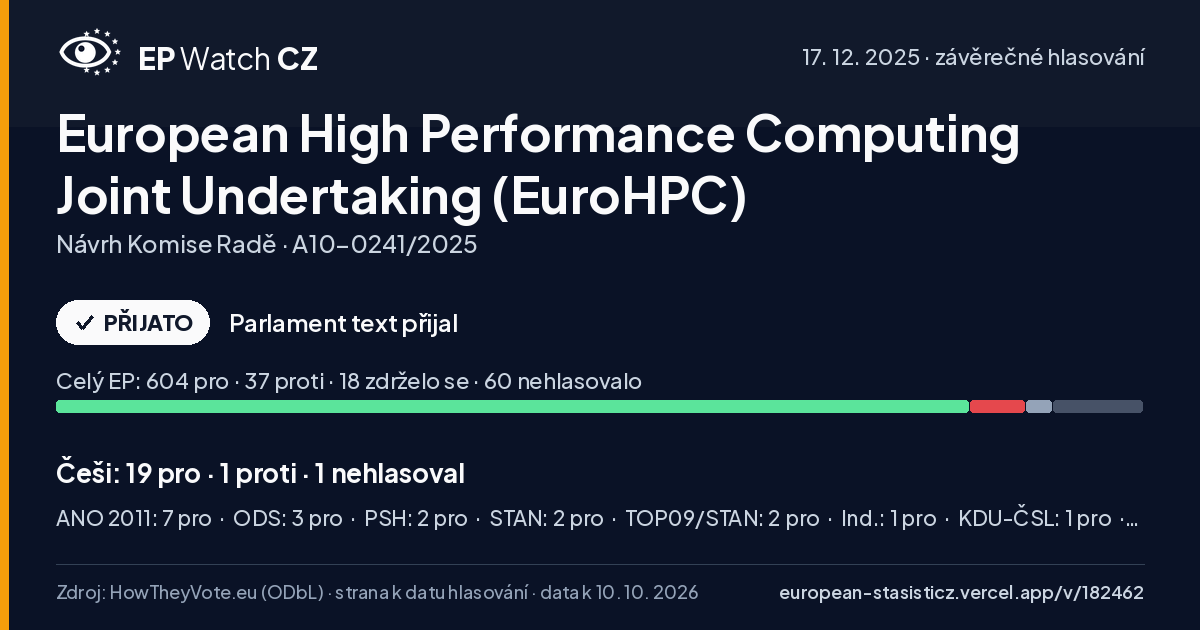 EP Watch CZ
17. 12. 2025 · závěrečné hlasování
European High Performance Computing
Joint Undertaking (EuroHPC)
Návrh Komise Radě · A10-0241/2025
✓ PŘIJATO
Parlament text přijal
Celý EP: 604 pro · 37 proti · 18 zdrželo se · 60 nehlasovalo
Češi: 19 pro · 1 proti · 1 nehlasoval
ANO 2011: 7 pro · ODS: 3 pro · PSH: 2 pro · STAN: 2 pro · TOP09/STAN: 2 pro · Ind.: 1 pro · KDU-ČSL: 1 pro ·…
Zdroj: HowTheyVote.eu (ODbL) · strana k datu hlasování · data k 10. 10. 2026
european-stasisticz.vercel.app/v/182462